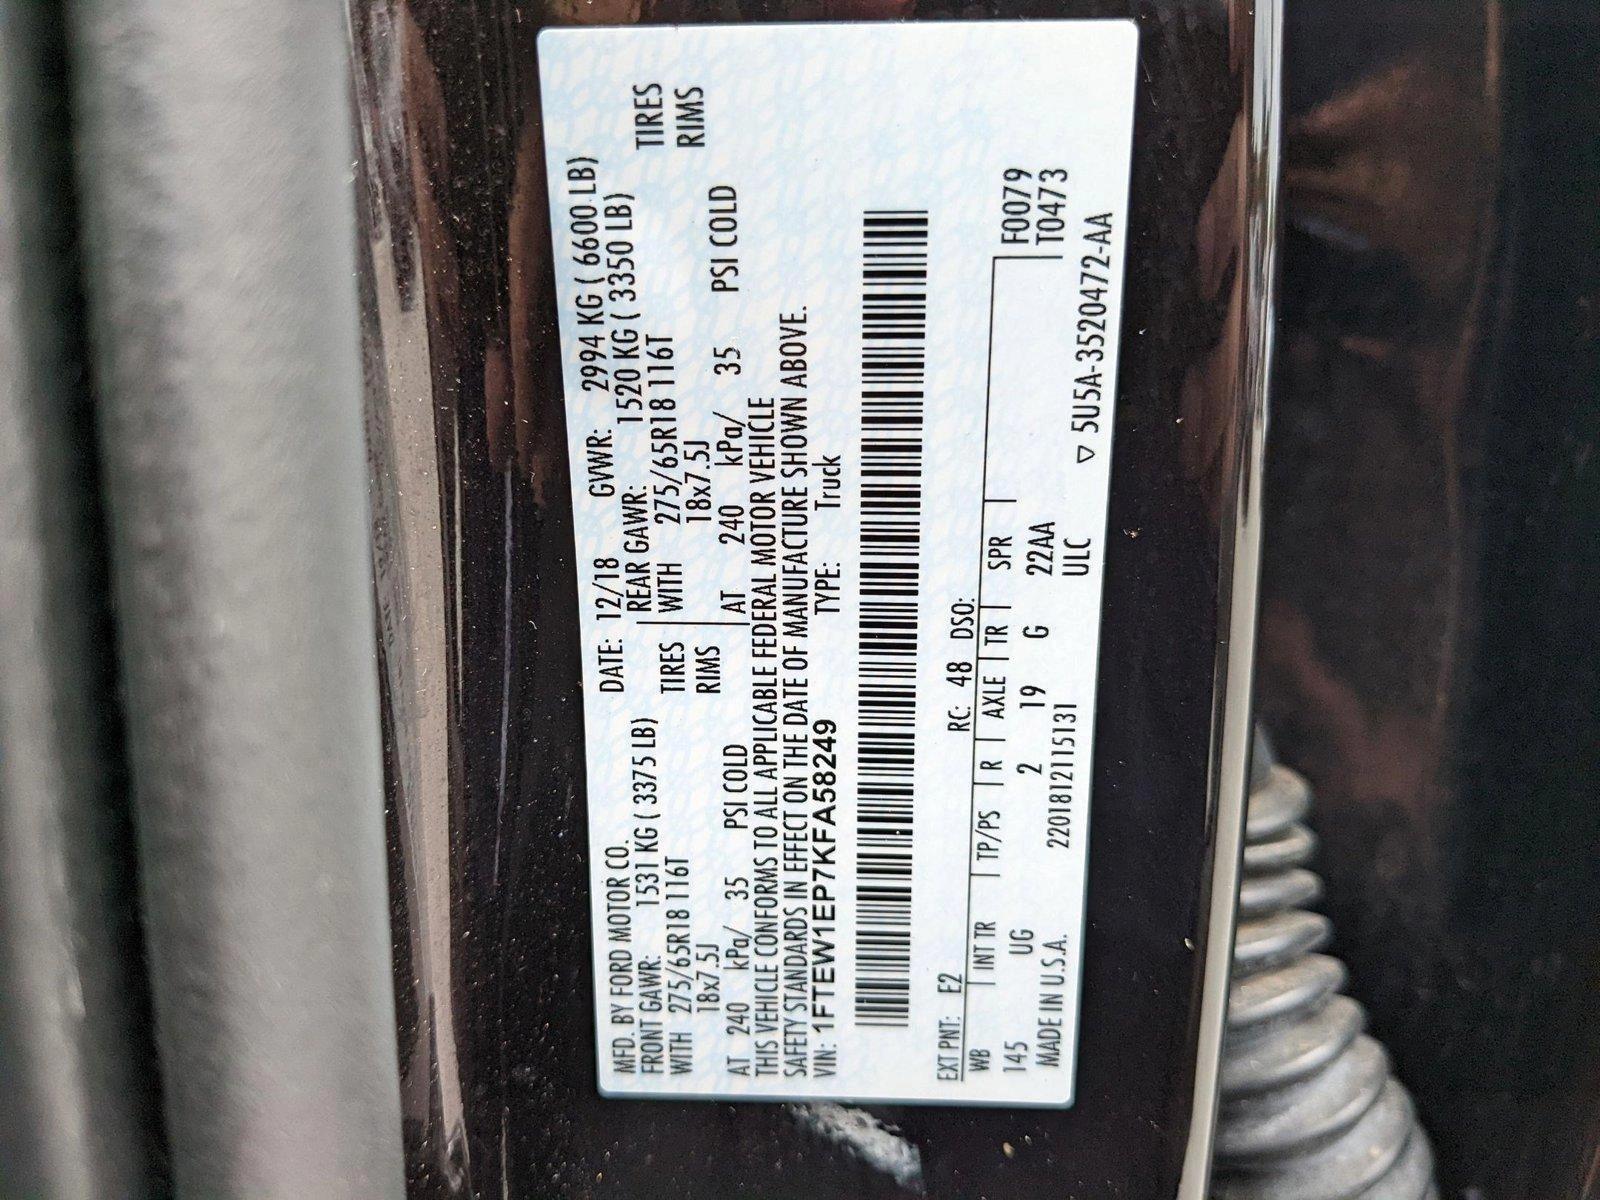 MFD. BY FORD MOTOR CO. DATE: 12/18 GVWR: 2994 KG ( 6600 LB)
FRONT GAWR: 1531 KG ( 3375 LB) REAR GAWR: 1520 KG ( 3350 LB)
WITH 275/65R18 116T TIRES WITH 275/65R18 116T TIRES
18x7.5J RIMS 18x7.5J RIMS
AT 240 kPa/ 35 PSI COLD AT 240 kPa/ 35 PSI COLD
THIS VEHICLE CONFORMS TO ALL APPLICABLE FEDERAL MOTOR VEHICLE
SAFETY STANDARDS IN EFFECT ON THE DATE OF MANUFACTURE SHOWN ABOVE.
VIN: 1FTEW1EP7KFA58249 TYPE: Truck
EXT PNT: E2 RC: 48 DSO:
WB INT TR TP/PS R AXLE TR SPR F0079
145 UG 2 19 G 22AA T0473
MADE IN U.S.A. 2201812115131 ULC
▽ 5U5A-3520472-AA